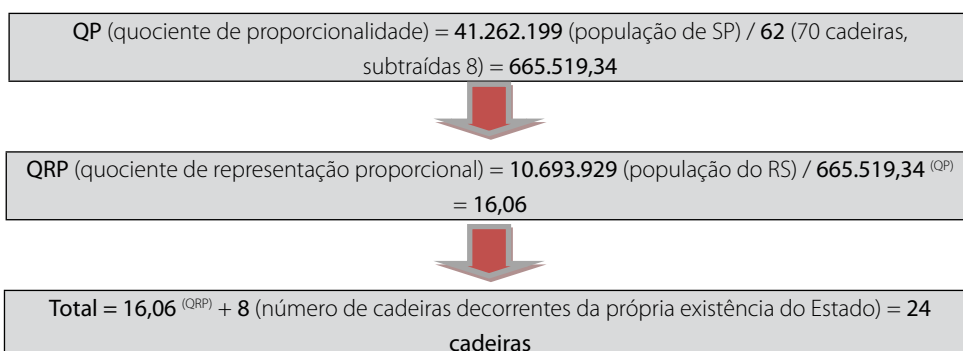 QP (quociente de proporcionalidade) = 41.262.199 (população de SP) / 62 (70 cadeiras,
subtraídas 8) = 665.519,34
QRP (quociente de representação proporcional) = 10.693.929 (população do RS) / 665.519,34 (QP)
= 16,06
Total = 16,06 (QRP) + 8 (número de cadeiras decorrentes da própria existência do Estado) = 24
cadeiras